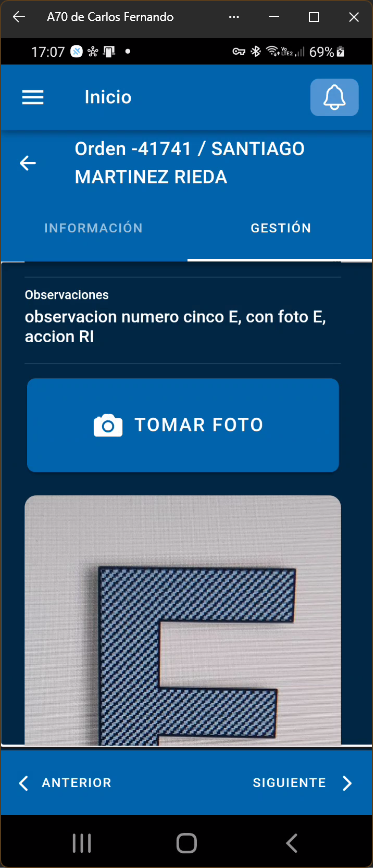 A70 de Carlos Fernando
17:07
69%
Inicio
Orden -41741 / SANTIAGO
MARTINEZ RIEDA
INFORMACIÓN
GESTIÓN
Observaciones
observacion numero cinco E, con foto E,
accion RI
TOMAR FOTO
E
ANTERIOR
SIGUIENTE